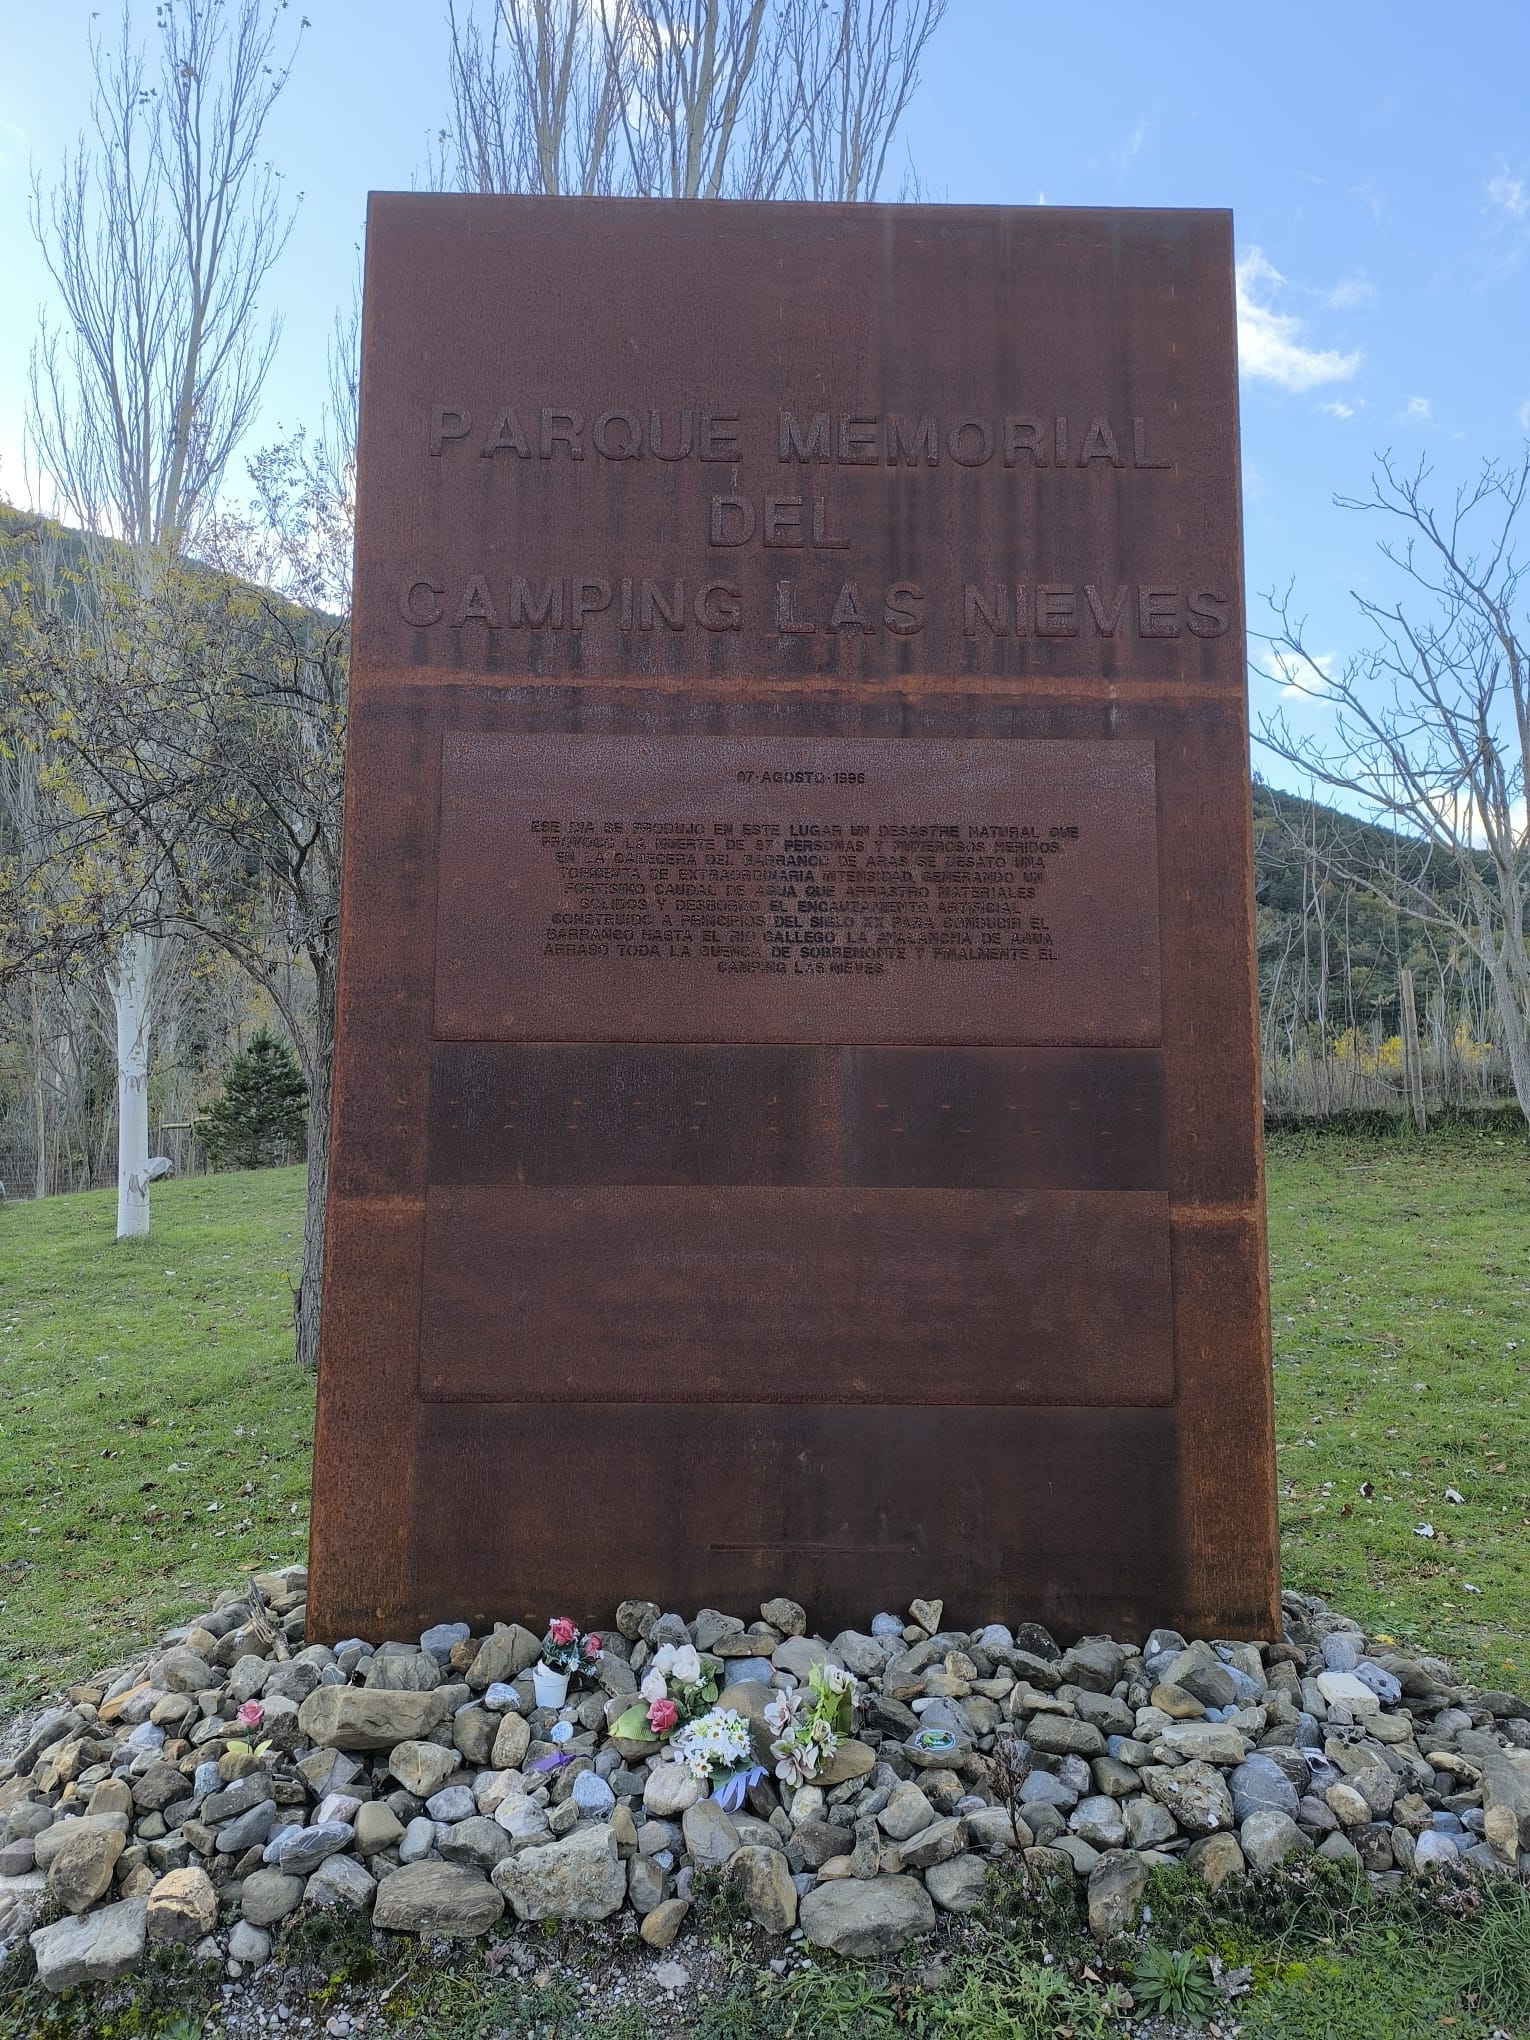 PARQUE MEMORIAL
DEL
CAMPING LAS NIEVES
07·AGOSTO·1996
ESE DIA SE PRODUJO EN ESTE LUGAR UN DESASTRE NATURAL QUE
PROVOCO LA MUERTE DE 87 PERSONAS Y NUMEROSOS HERIDOS.
EN LA CABECERA DEL BARRANCO DE ARAS SE DESATO UNA
TORMENTA DE EXTRAORDINARIA INTENSIDAD, GENERANDO UN
FORTISIMO CAUDAL DE AGUA QUE ARRASTRO MATERIALES
SOLIDOS Y DESBORDO EL ENCAUZAMIENTO ARTIFICIAL
CONSTRUIDO A PRINCIPIOS DEL SIGLO XX PARA CONDUCIR EL
BARRANCO HASTA EL RIO GALLEGO. LA AVALANCHA DE AGUA
ARRASO TODA LA CUENCA DE SOBREMONTE Y FINALMENTE EL
CAMPING LAS NIEVES